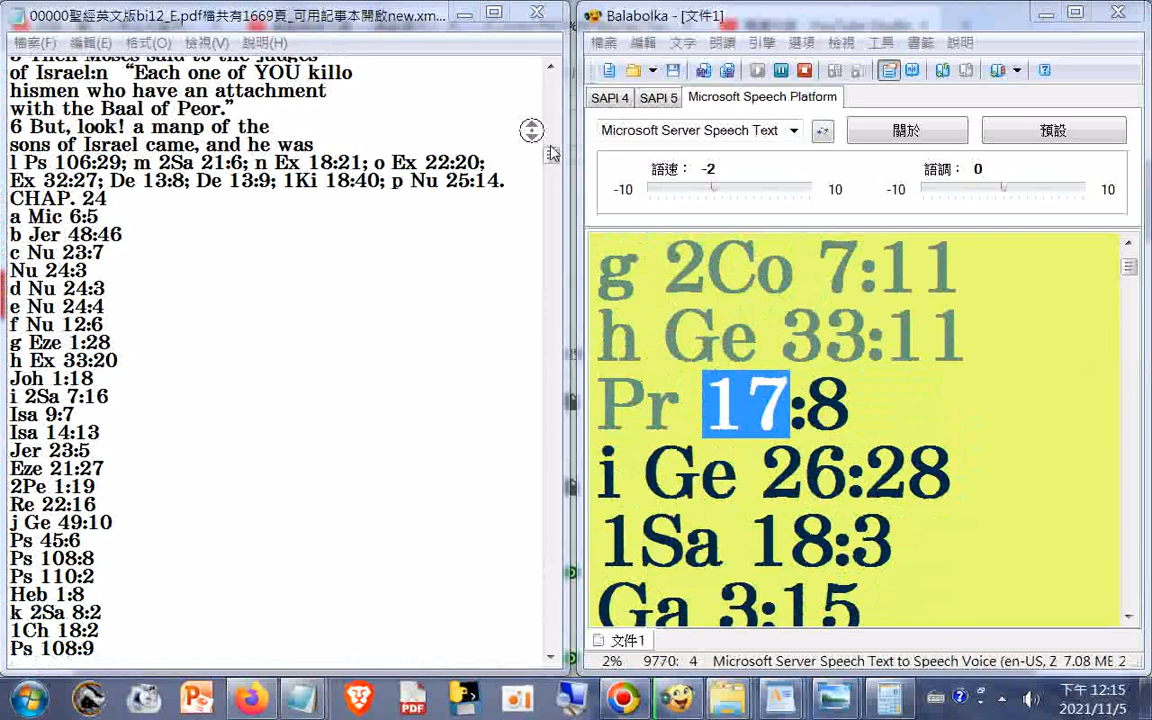 00000聖經英文版bi12_E.pdf檔共有1669頁_可用記事本開啟new.xm...
檔案(F) 編輯(E) 格式(O) 檢視(V) 說明(H)
5 Then Moses said to the judges
of Israel:n “Each one of YOU killo
hismen who have an attachment
with the Baal of Peor.”
6 But, look! a manp of the
sons of Israel came, and he was
l Ps 106:29; m 2Sa 21:6; n Ex 18:21; o Ex 22:20;
Ex 32:27; De 13:8; De 13:9; 1Ki 18:40; p Nu 25:14.
CHAP. 24
a Mic 6:5
b Jer 48:46
c Nu 23:7
Nu 24:3
d Nu 24:3
e Nu 24:4
f Nu 12:6
g Eze 1:28
h Ex 33:20
Joh 1:18
i 2Sa 7:16
Isa 9:7
Isa 14:13
Jer 23:5
Eze 21:27
2Pe 1:19
Re 22:16
j Ge 49:10
Ps 45:6
Ps 108:8
Ps 110:2
Heb 1:8
k 2Sa 8:2
1Ch 18:2
Ps 108:9
Balabolka - [文件1]
檔案 編輯 文字 朗讀 引擎 選項 檢視 工具 書籤 說明
SAPI 4 SAPI 5 Microsoft Speech Platform
Microsoft Server Speech Text 關於 預設
語速： -2 語調： 0
-10 10 -10 10
g 2Co 7:11
h Ge 33:11
Pr 17:8
i Ge 26:28
1Sa 18:3
Ga 3:15
文件1
2% 9770: 4 Microsoft Server Speech Text to Speech Voice (en-US, Z 7.08 MB 2
PDF
下午 12:15
2021/11/5